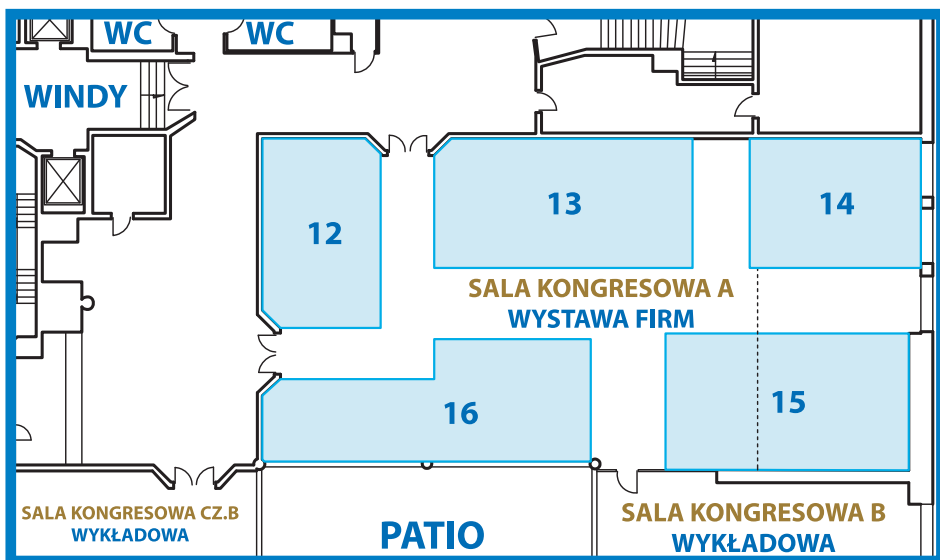 WC
WC
WINDY
12
13
14
SALA KONGRESOWA A
WYSTAWA FIRM
15
16
SALA KONGRESOWA CZ.B
WYKŁADOWA
PATIO
SALA KONGRESOWA B
WYKŁADOWA